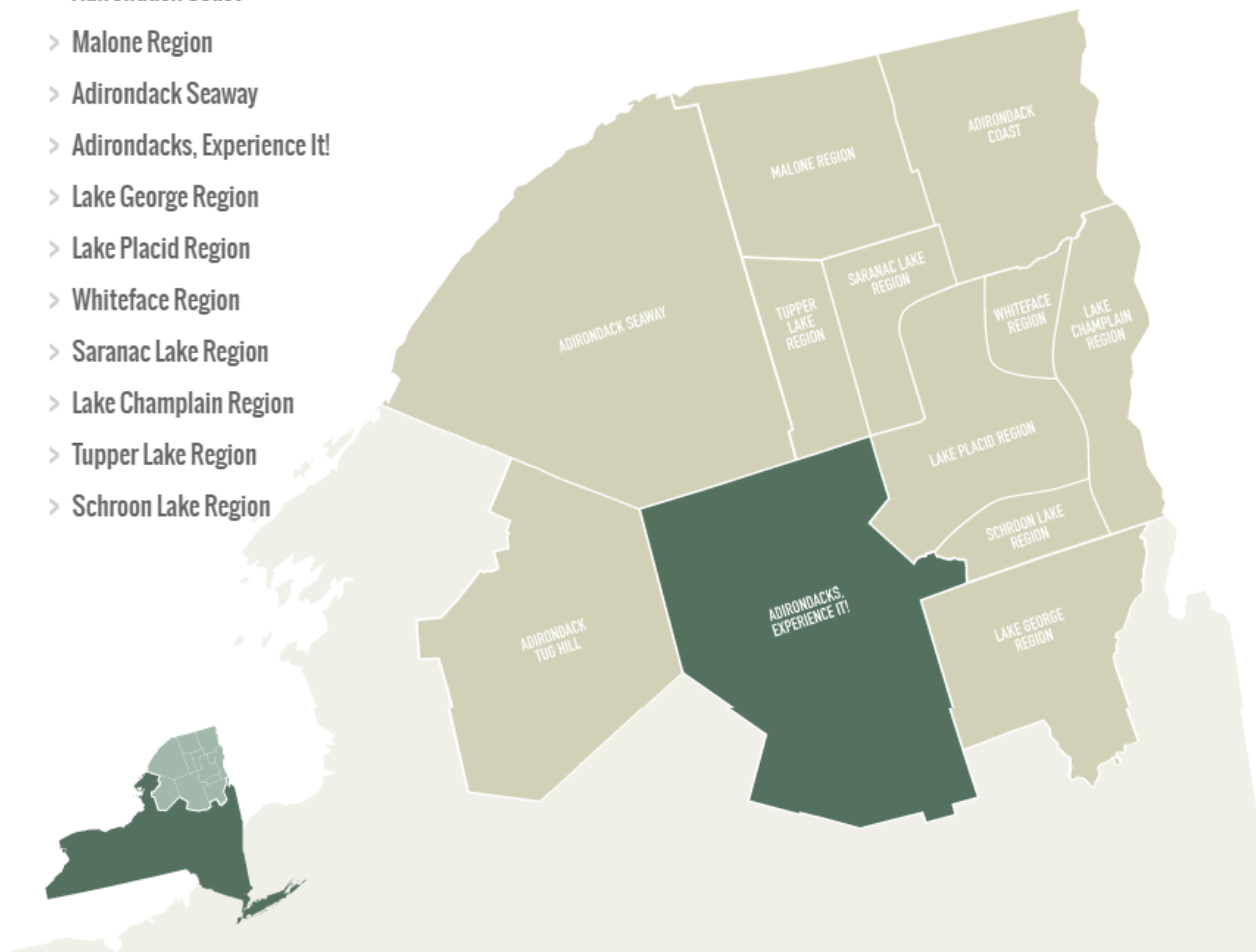 > Malone Region
> Adirondack Seaway
> Adirondacks, Experience It!
> Lake George Region
> Lake Placid Region
> Whiteface Region
> Saranac Lake Region
> Lake Champlain Region
> Tupper Lake Region
> Schroon Lake Region
ADIRONDACK
COAST
MALONE REGION
SARANAC LAKE
REGION
TUPPER
LAKE
REGION
WHITEFACE
REGION
LAKE
CHAMPLAIN
REGION
ADIRONDACK SEAWAY
LAKE PLACID REGION
SCHROON LAKE
REGION
ADIRONDACKS,
EXPERIENCE IT!
ADIRONDACK
TUG HILL
LAKE GEORGE
REGION